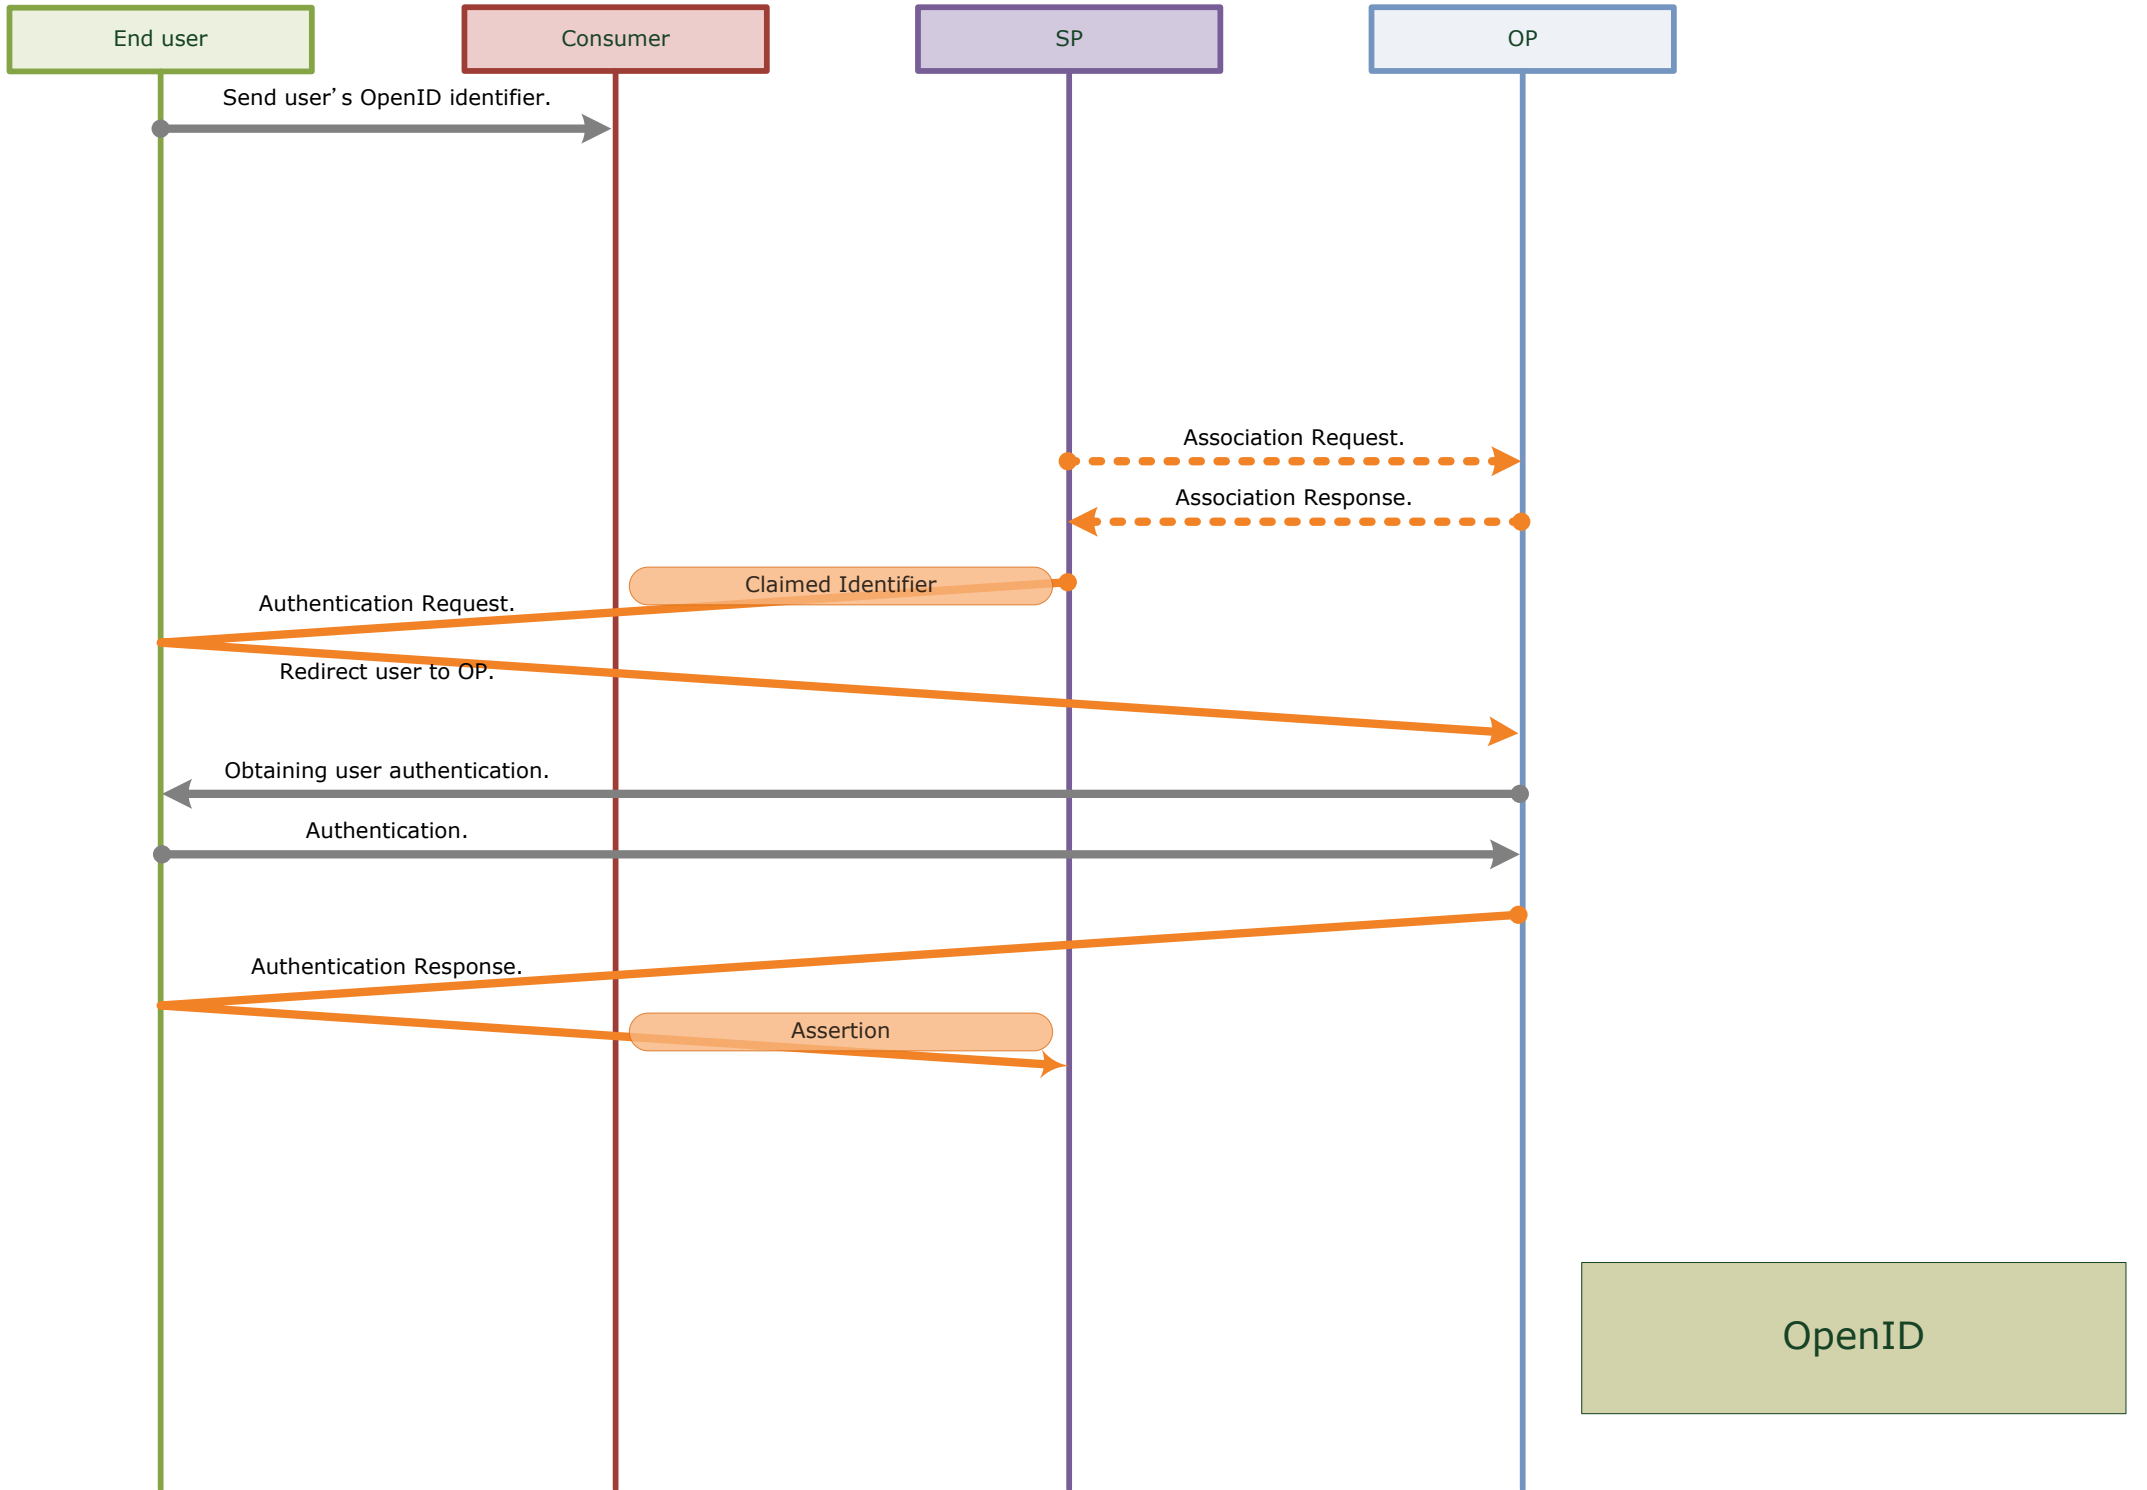 End user
Consumer
SP
OP
Send user’s OpenID identifier.
Association Request.
Association Response.
Claimed Identifier
Authentication Request.
Redirect user to OP.
Obtaining user authentication.
Authentication.
Authentication Response.
Assertion
OpenID